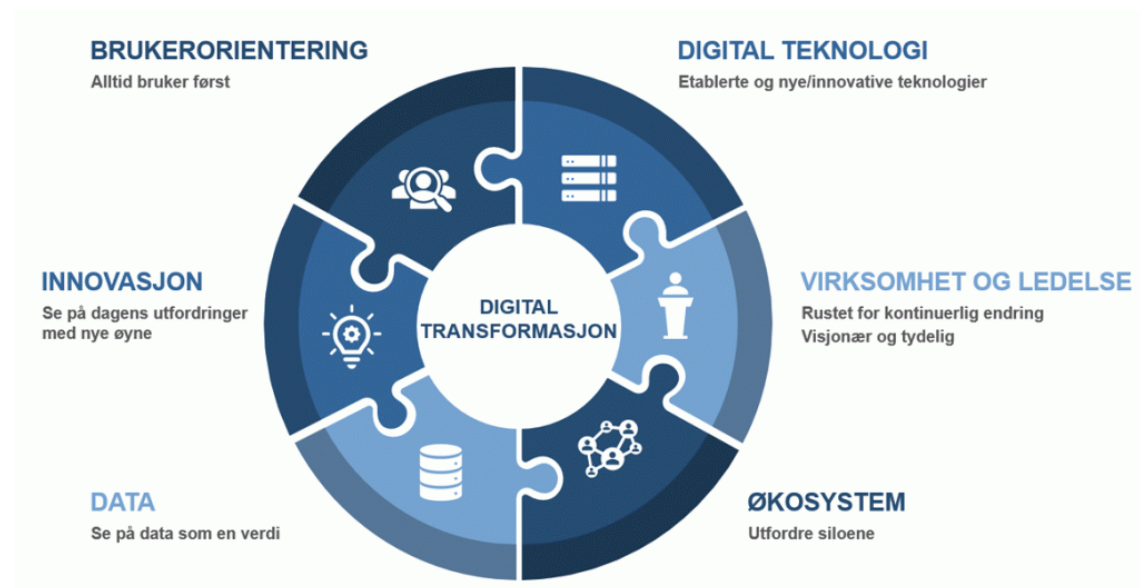 BRUKERORIENTERING
Alltid bruker først
DIGITAL TEKNOLOGI
Etablerte og nye/innovative teknologier
INNOVASJON
Se på dagens utfordringer
med nye øyne
DIGITAL
TRANSFORMASJON
VIRKSOMHET OG LEDELSE
Rustet for kontinuerlig endring
Visjonær og tydelig
DATA
Se på data som en verdi
ØKOSYSTEM
Utfordre siloene